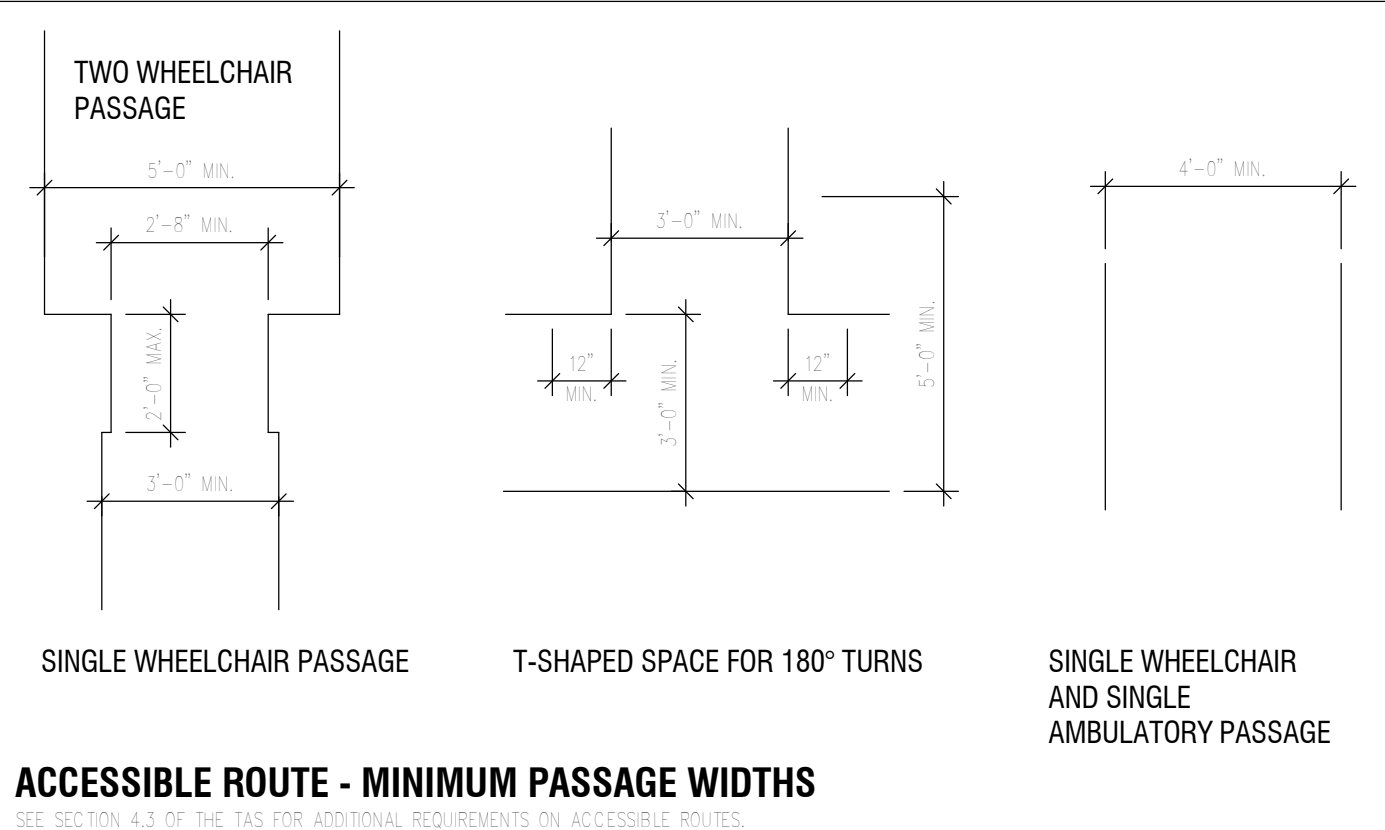 TWO WHEELCHAIR
PASSAGE
5'-0" MIN.
2'-8" MIN.
2'-0" MAX.
3'-0" MIN.
SINGLE WHEELCHAIR PASSAGE
3'-0" MIN.
12"
MIN.
3'-0" MIN.
12"
MIN.
5'-0" MIN.
T-SHAPED SPACE FOR 180° TURNS
4'-0" MIN.
SINGLE WHEELCHAIR
AND SINGLE
AMBULATORY PASSAGE
ACCESSIBLE ROUTE - MINIMUM PASSAGE WIDTHS
SEE SECTION 4.3 OF THE TAS FOR ADDITIONAL REQUIREMENTS ON ACCESSIBLE ROUTES.